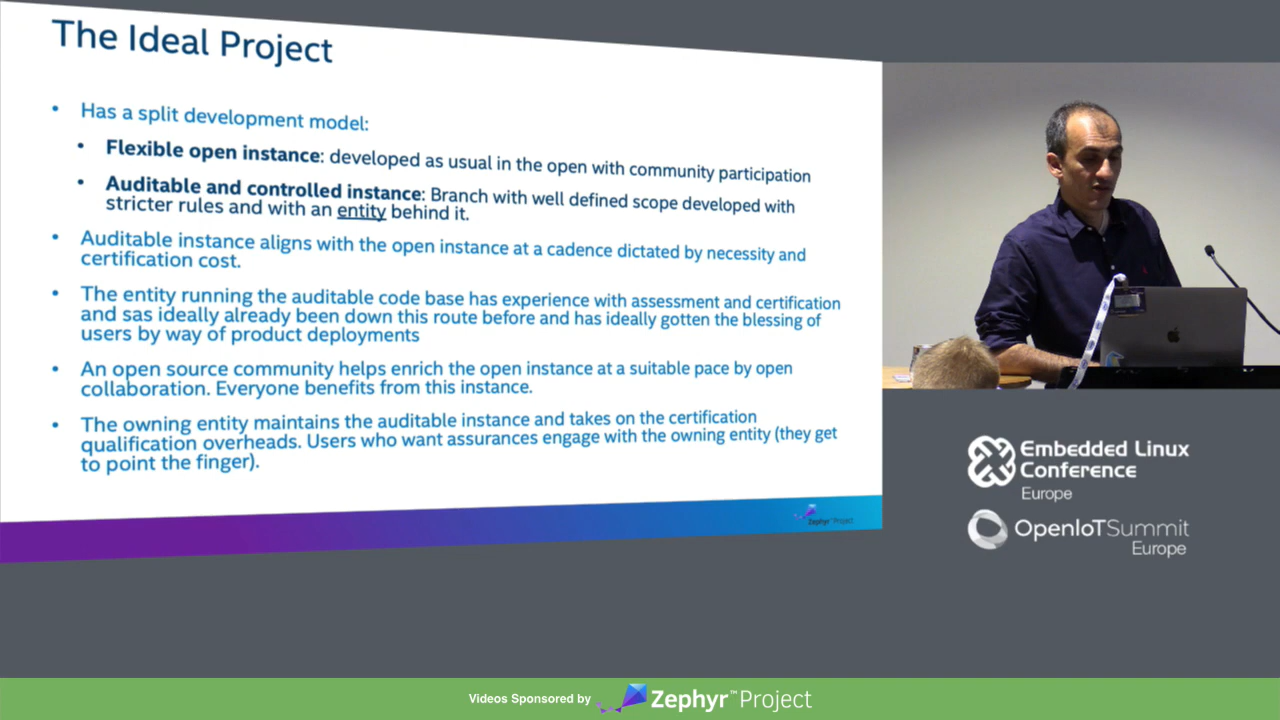 The Ideal Project
• Has a split development model:
• Flexible open instance: developed as usual in the open with community participation
• Auditable and controlled instance: Branch with well defined scope developed with
stricter rules and with an entity behind it.
• Auditable instance aligns with the open instance at a cadence dictated by necessity and
certification cost.
• The entity running the auditable code base has experience with assessment and certification
and sas ideally already been down this route before and has ideally gotten the blessing of
users by way of product deployments
• An open source community helps enrich the open instance at a suitable pace by open
collaboration. Everyone benefits from this instance.
• The owning entity maintains the auditable instance and takes on the certification
qualification overheads. Users who want assurances engage with the owning entity (they get
to point the finger).
Zephyr™Project
Embedded Linux
Conference
Europe
OpenIoTSummit
Europe
Videos Sponsored by Zephyr™Project